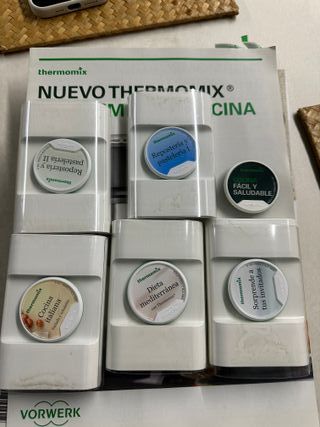 thermomix
NUEVO THERMOMIX®
CINA
thermomix
Repostería y
pastelería II
thermomix
Repostería y
pastelería I
thermomix
FÁCIL Y
SALUDABLE
thermomix
Cocina
italiana
thermomix
Dieta
mediterránea
thermomix
Sorprende a
tus invitados
VORWERK